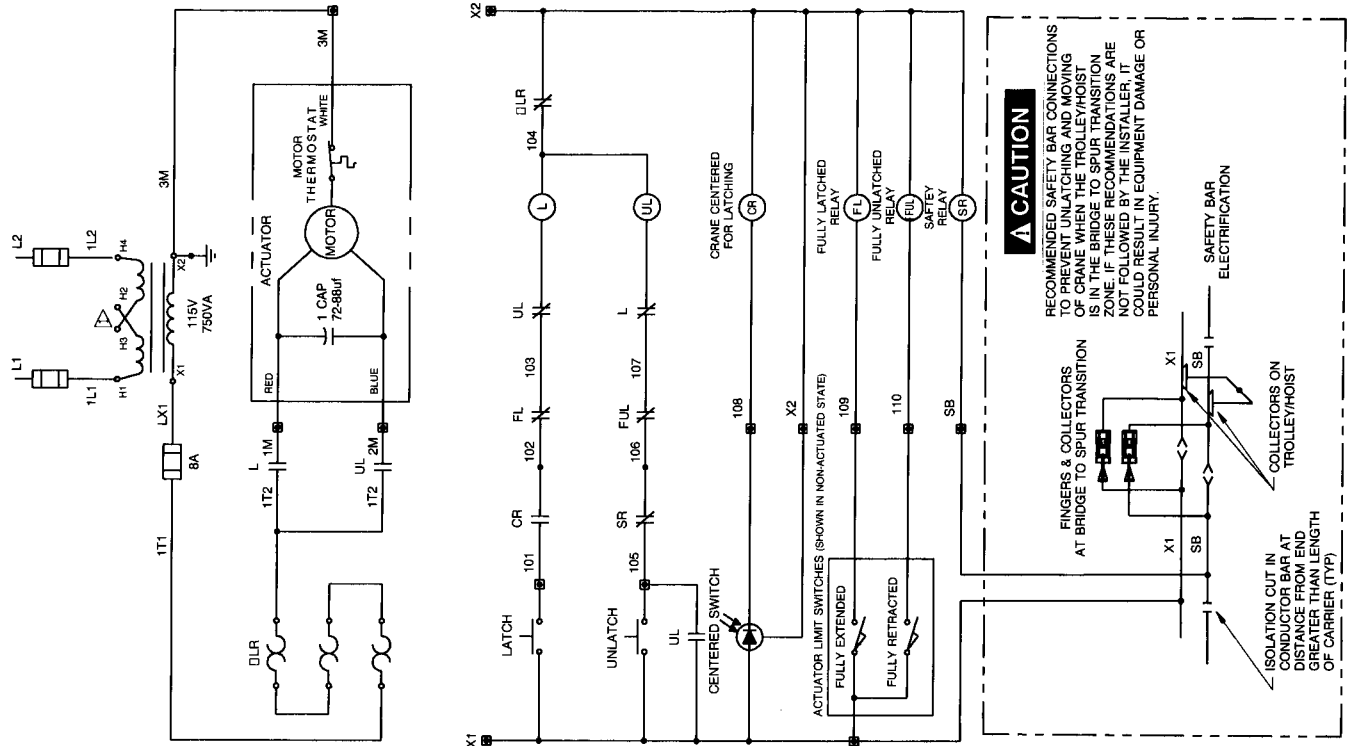 L1
L2
1L1
1L2
H1
H3
H2
H4
1
X1
X2
115V
750VA
LX1
8A
1T1
3M
3M
ACTUATOR
MOTOR
THERMOSTAT
WHITE
MOTOR
1 CAP
72-88uf
RED
BLUE
L
1M
1T2
UL
2M
1T2
▯LR
X2
X1
LATCH
101
CR
102
FL
103
UL
L
104
▯LR
UNLATCH
105
SR
106
FUL
107
L
UL
UL
CENTERED SWITCH
108
CRANE CENTERED
FOR LATCHING
CR
X2
ACTUATOR LIMIT SWITCHES (SHOWN IN NON-ACTUATED STATE)
FULLY EXTENDED
109
FULLY LATCHED
RELAY
FL
FULLY RETRACTED
110
FULLY UNLATCHED
RELAY
FUL
SB
SAFTEY
RELAY
SR
CAUTION
RECOMMENDED SAFETY BAR CONNECTIONS
TO PREVENT UNLATCHING AND MOVING
OF CRANE WHEN THE TROLLEY/HOIST
IS IN THE BRIDGE TO SPUR TRANSITION
ZONE. IF THESE RECOMMENDATIONS ARE
NOT FOLLOWED BY THE INSTALLER, IT
COULD RESULT IN EQUIPMENT DAMAGE OR
PERSONAL INJURY.
FINGERS & COLLECTORS
AT BRIDGE TO SPUR TRANSITION
X1
SB
X1
SB
SAFETY BAR
ELECTRIFICATION
COLLECTORS ON
TROLLEY/HOIST
ISOLATION CUT IN
CONDUCTOR BAR AT
DISTANCE FROM END
GREATER THAN LENGTH
OF CARRIER (TYP)